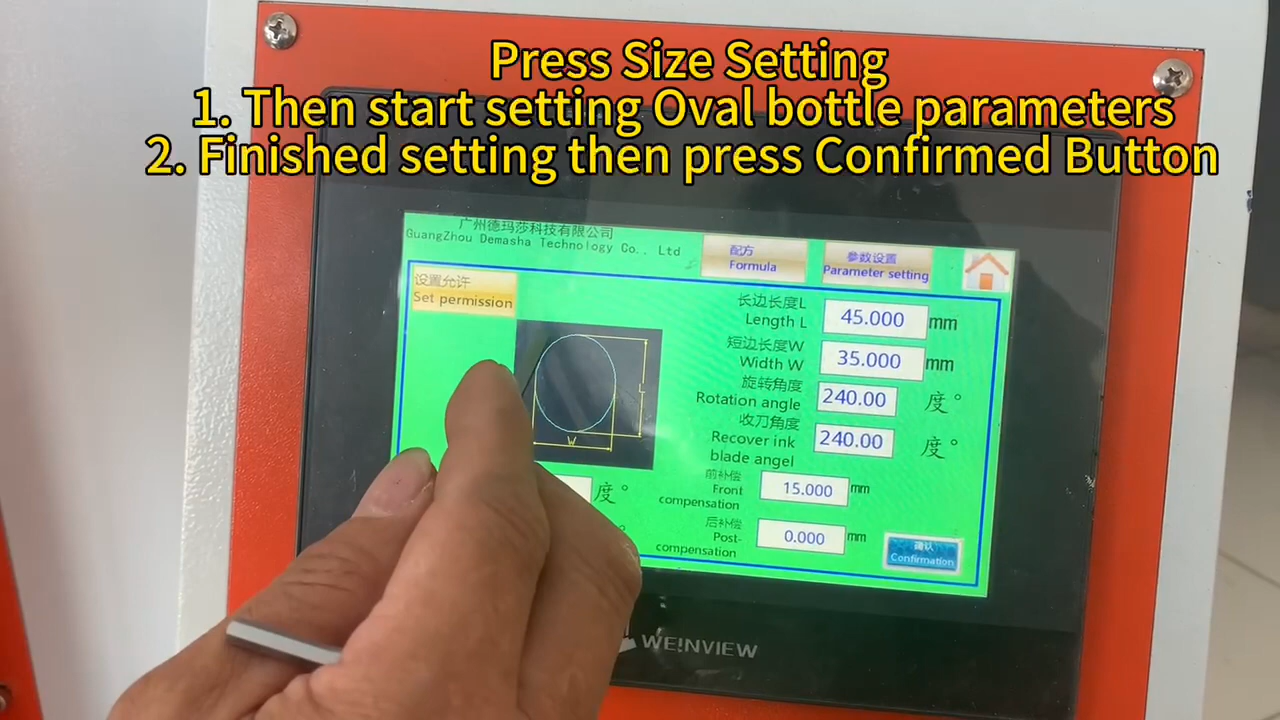 Press Size Setting
1. Then start setting Oval bottle parameters
2. Finished setting then press Confirmed Button
广州德玛莎科技有限公司
GuangZhou Demasha Technology Co., Ltd
配方
Formula
参数设置
Parameter setting
设置允许
Set permission
长边长度L
Length L
45.000 mm
短边长度W
Width W
35.000 mm
旋转角度
Rotation angle
240.00 度°
收刀角度
Recover ink
blade angel
240.00 度°
前补偿
Front
compensation
15.000 mm
后补偿
Post-
compensation
0.000 mm
L
W
度°
°
确认
Confirmation
WE!NVIEW